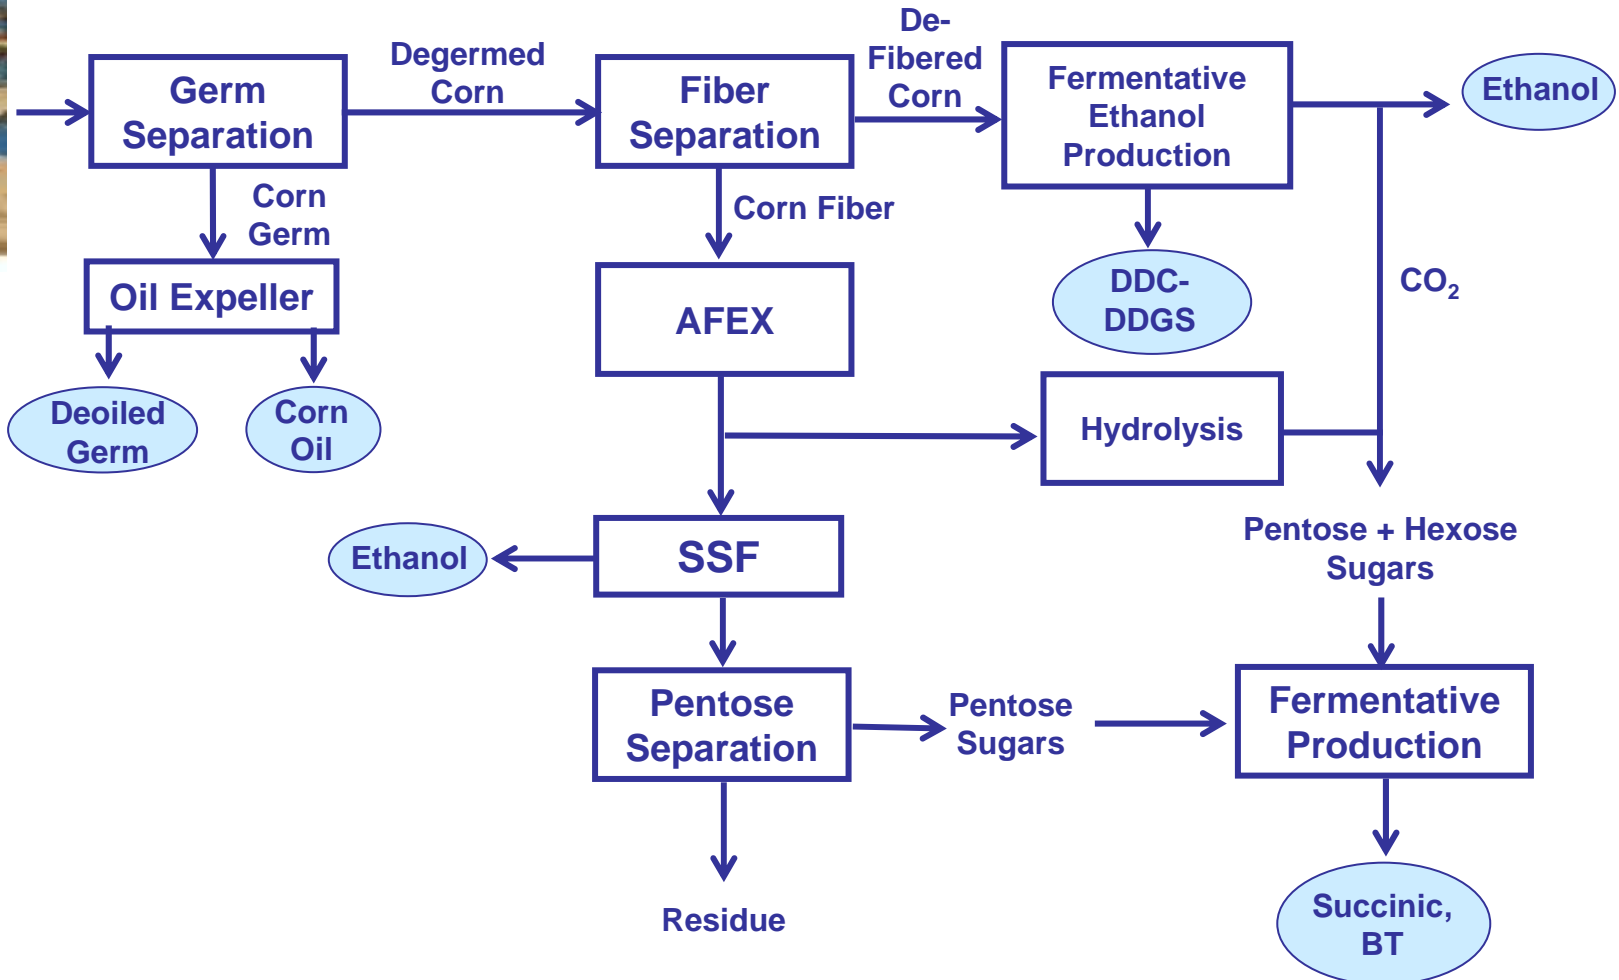 Germ
Separation
Degermed
Corn
Fiber
Separation
De-
Fibered
Corn
Fermentative
Ethanol
Production
Ethanol
Corn
Germ
Corn Fiber
Oil Expeller
AFEX
DDC-
DDGS
CO₂
Deoiled
Germ
Corn
Oil
Hydrolysis
Ethanol
SSF
Pentose + Hexose
Sugars
Pentose
Separation
Pentose
Sugars
Fermentative
Production
Residue
Succinic,
BT